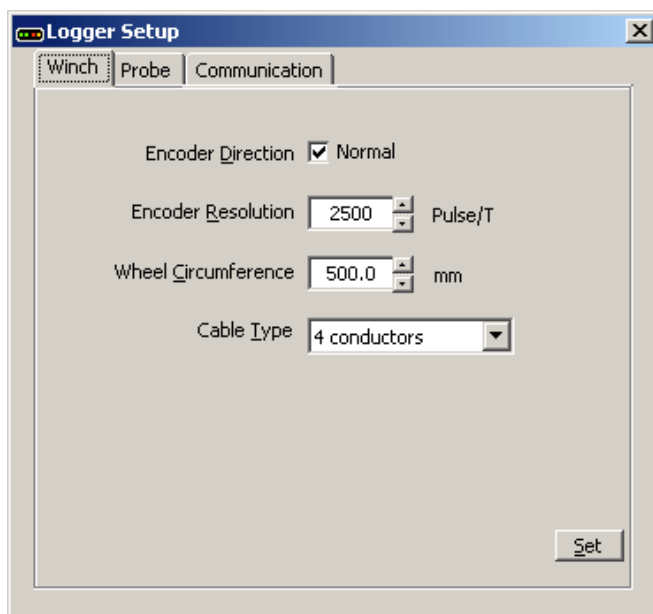 Logger Setup
Winch Probe Communication
Encoder Direction Normal
Encoder Resolution 2500 Pulse/T
Wheel Circumference 500.0 mm
Cable Type 4 conductors
Set